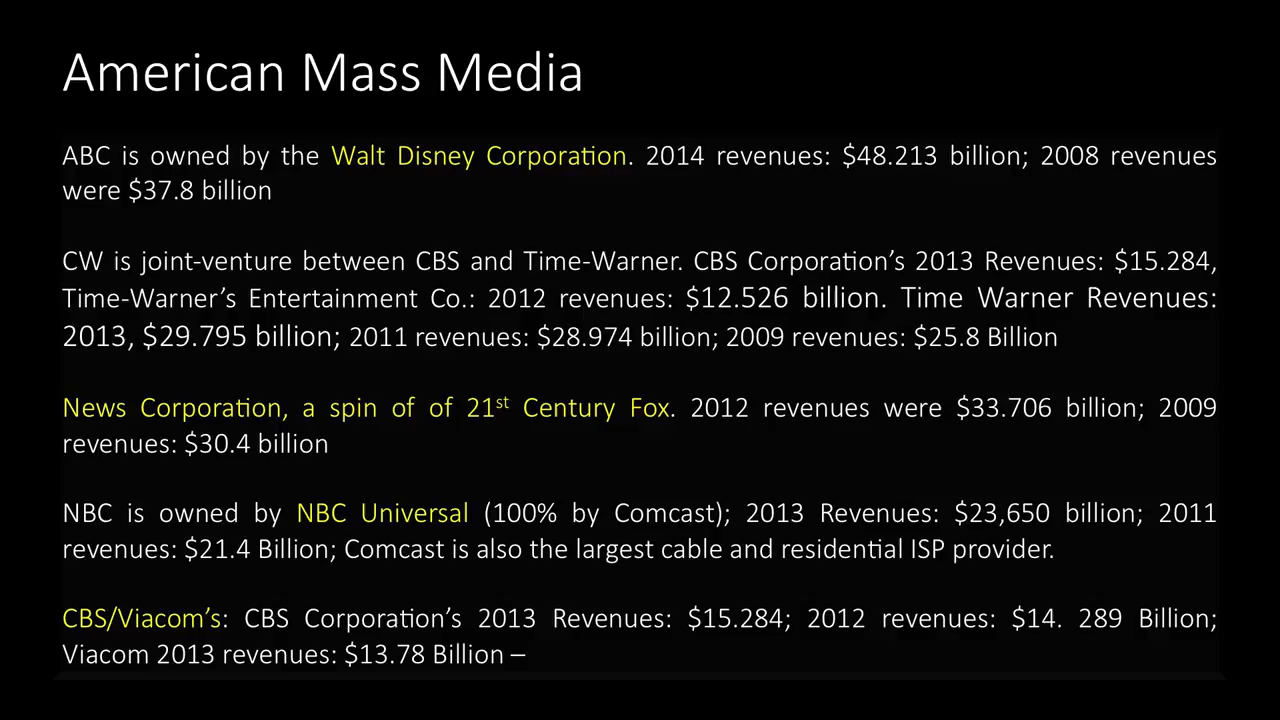 American Mass Media
ABC is owned by the Walt Disney Corporation. 2014 revenues: $48.213 billion; 2008 revenues
were $37.8 billion
CW is joint-venture between CBS and Time-Warner. CBS Corporation’s 2013 Revenues: $15.284,
Time-Warner’s Entertainment Co.: 2012 revenues: $12.526 billion. Time Warner Revenues:
2013, $29.795 billion; 2011 revenues: $28.974 billion; 2009 revenues: $25.8 Billion
News Corporation, a spin of of 21st Century Fox. 2012 revenues were $33.706 billion; 2009
revenues: $30.4 billion
NBC is owned by NBC Universal (100% by Comcast); 2013 Revenues: $23,650 billion; 2011
revenues: $21.4 Billion; Comcast is also the largest cable and residential ISP provider.
CBS/Viacom’s: CBS Corporation’s 2013 Revenues: $15.284; 2012 revenues: $14. 289 Billion;
Viacom 2013 revenues: $13.78 Billion –